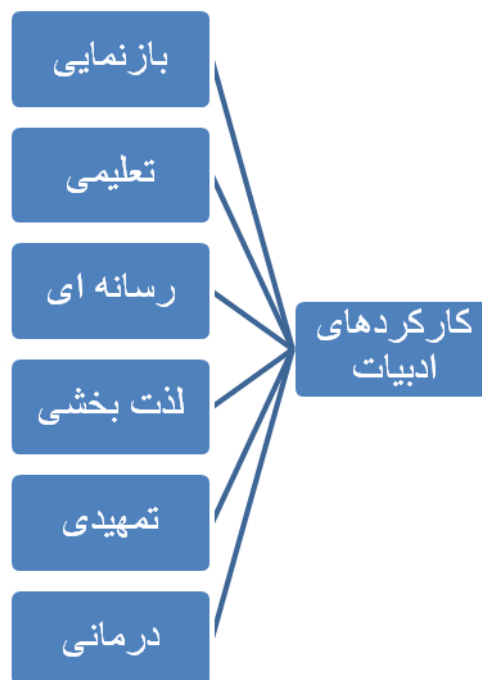 کارکردهای
ادبیات
بازنمایی
تعلیمی
رسانه ای
لذت بخشی
تمهیدی
درمانی